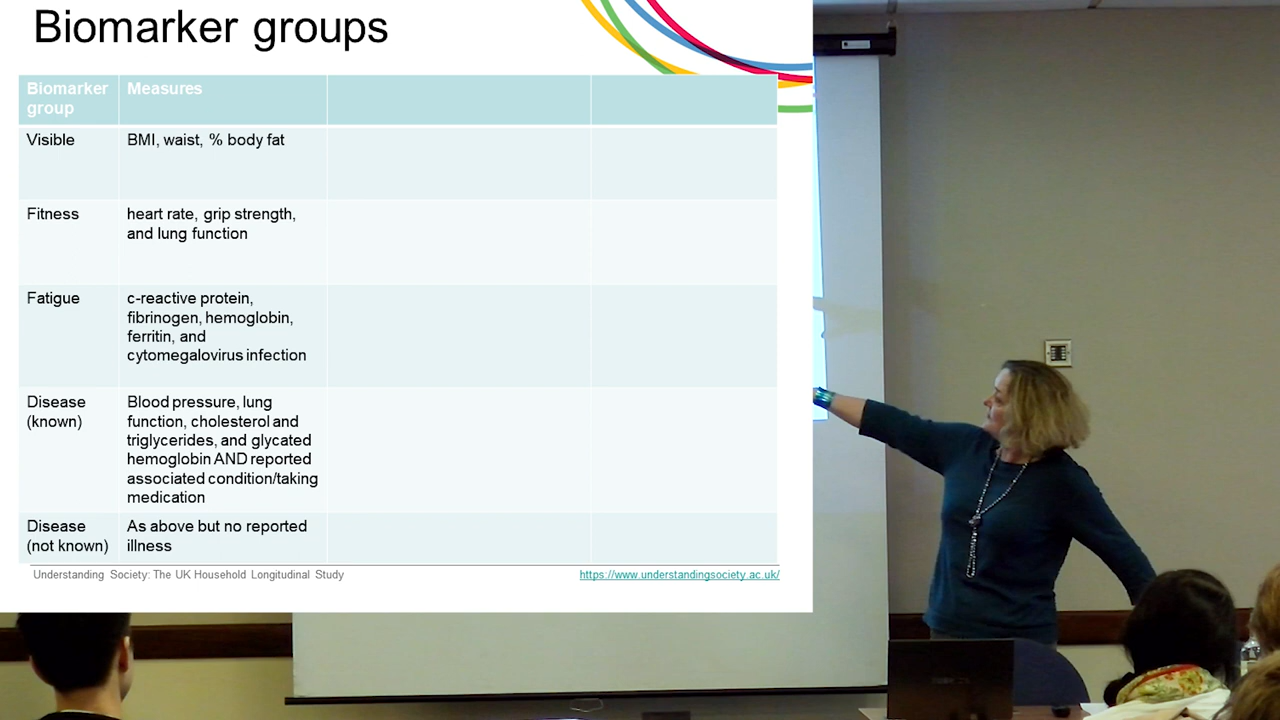 Biomarker groups
Biomarker group
Measures
Visible
BMI, waist, % body fat
Fitness
heart rate, grip strength,
and lung function
Fatigue
c-reactive protein,
fibrinogen, hemoglobin,
ferritin, and
cytomegalovirus infection
Disease
(known)
Blood pressure, lung
function, cholesterol and
triglycerides, and glycated
hemoglobin AND reported
associated condition/taking
medication
Disease
(not known)
As above but no reported
illness
Understanding Society: The UK Household Longitudinal Study
https://www.understandingsociety.ac.uk/